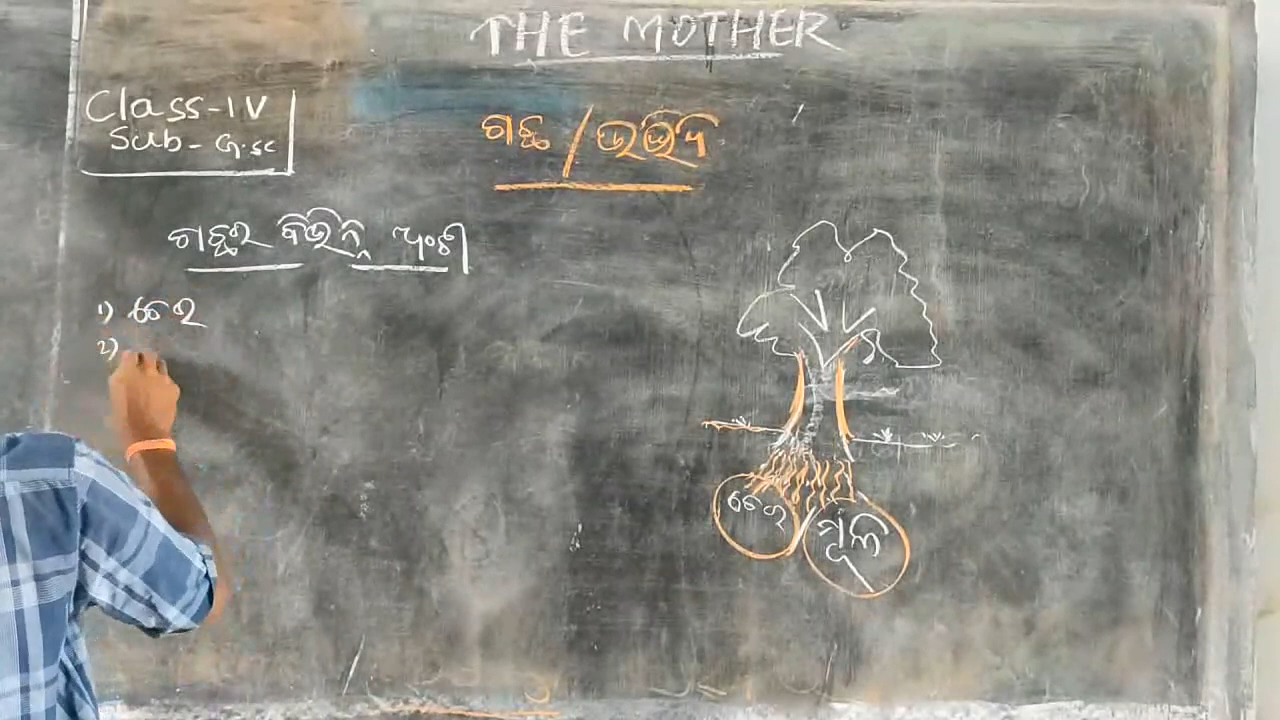 THE MOTHER
Class-IV
Sub- G.sc
ଗଛ / ଉଦ୍ଭିଦ
ଗଛର ବିଭିନ୍ନ ଅଂଶ
1) ଚେର
2)
ଚେର
ମୂଳ